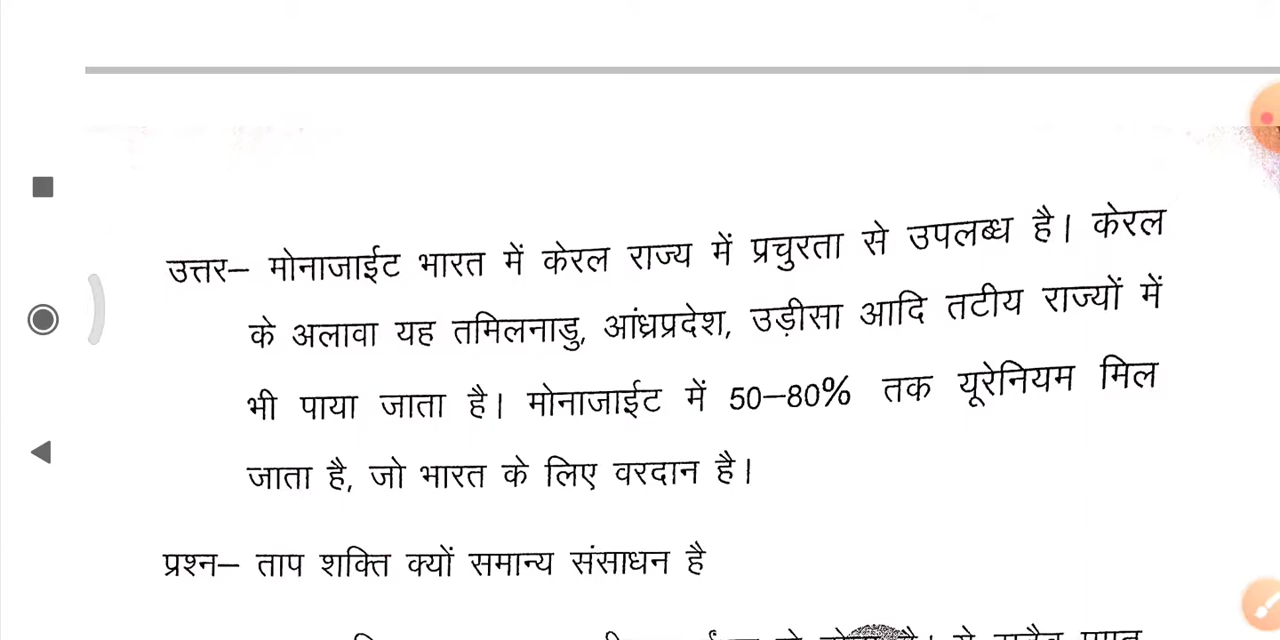 उत्तर– मोनाजाईट भारत में केरल राज्य में प्रचुरता से उपलब्ध है। केरल
के अलावा यह तमिलनाडु, आंध्रप्रदेश, उड़ीसा आदि तटीय राज्यों में
भी पाया जाता है। मोनाजाईट में 50–80% तक यूरेनियम मिल
जाता है, जो भारत के लिए वरदान है।
प्रश्न– ताप शक्ति क्यों समान्य संसाधन है